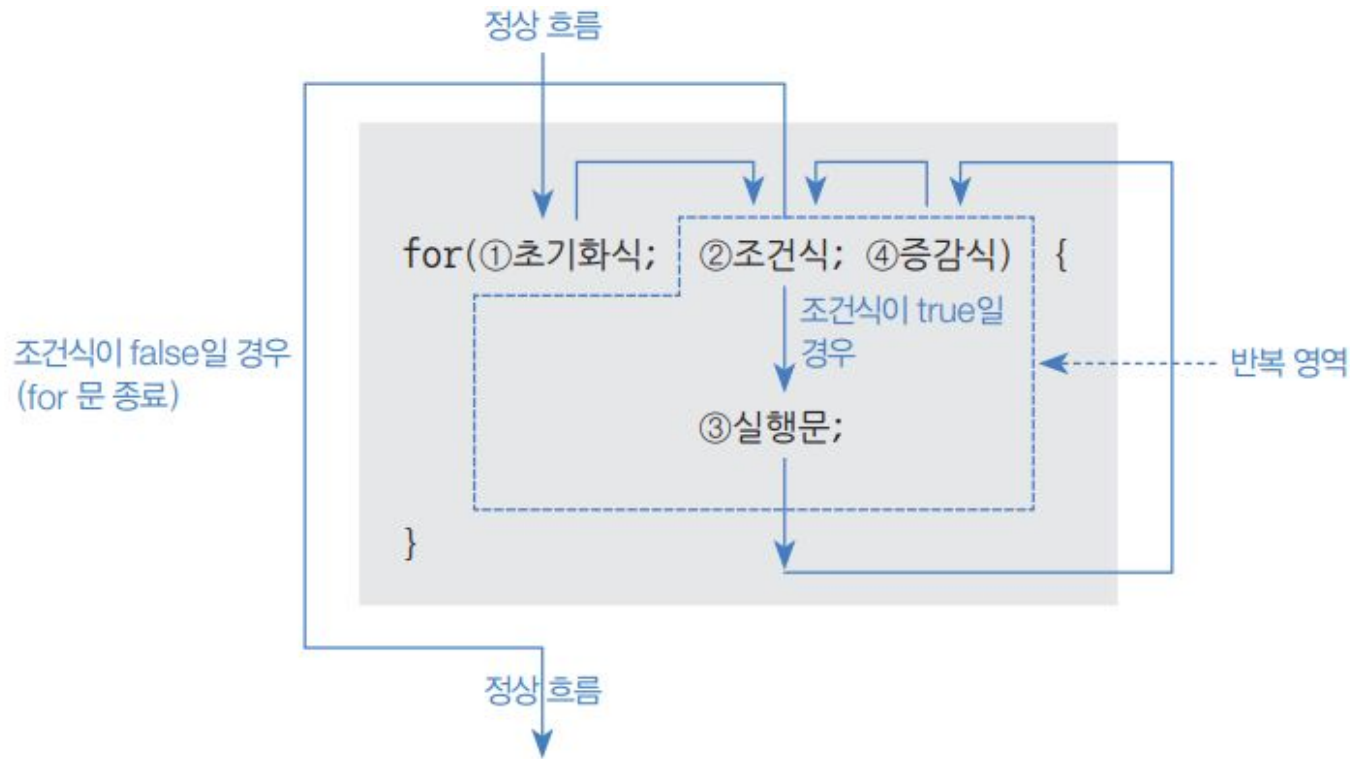 정상 흐름
for(①초기화식; ②조건식; ④증감식) {
조건식이 true일
경우
조건식이 false일 경우
(for 문 종료)
반복 영역
③실행문;
}
정상 흐름